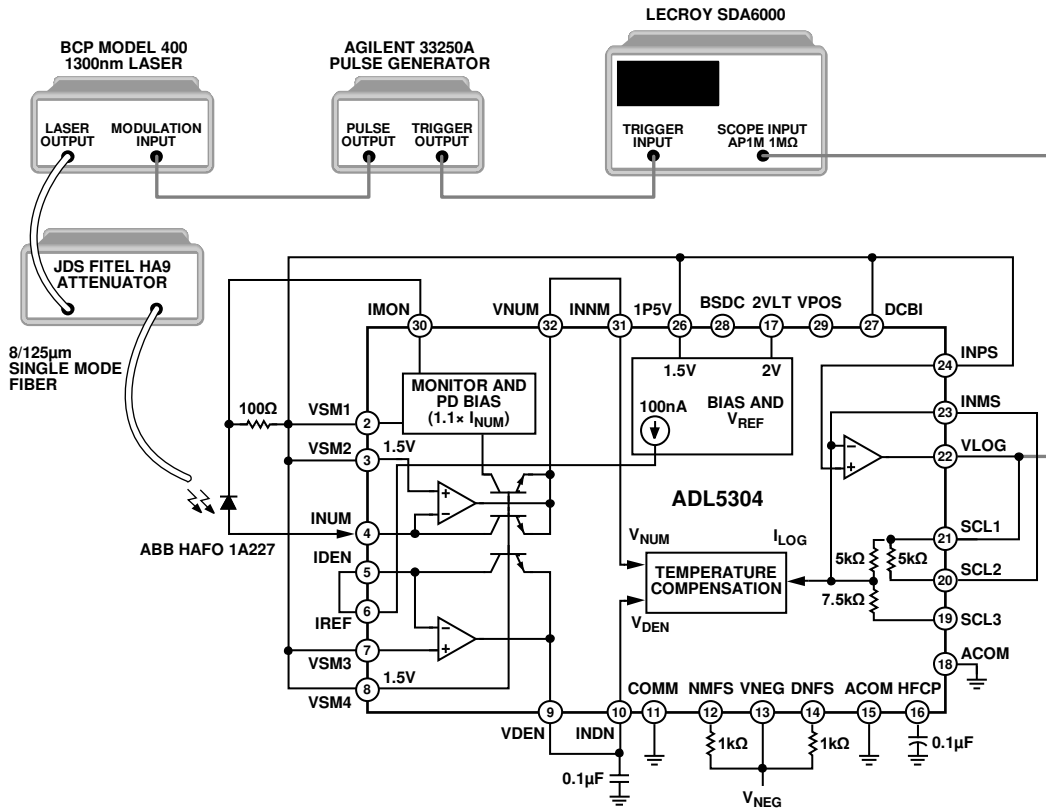 LECROY SDA6000
BCP MODEL 400
1300nm LASER
AGILENT 33250A
PULSE GENERATOR
LASER
OUTPUT
MODULATION
INPUT
PULSE
OUTPUT
TRIGGER
OUTPUT
TRIGGER
INPUT
SCOPE INPUT
AP1M 1MΩ
JDS FITEL HA9
ATTENUATOR
8/125µm
SINGLE MODE
FIBER
IMON
30
VNUM
32
INNM
31
1P5V
26
BSDC
28
2VLT
17
VPOS
29
27
DCBI
24
INPS
MONITOR AND
PD BIAS
(1.1× INUM)
1.5V
2V
100nA
BIAS AND
VREF
23
INMS
100Ω
VSM1
2
VSM2
3
1.5V
22
VLOG
ADL5304
ABB HAFO 1A227
INUM
4
IDEN
5
6
IREF
VSM3
7
VSM4
8
1.5V
VNUM
ILOG
TEMPERATURE
COMPENSATION
VDEN
21
SCL1
5kΩ
5kΩ
20
SCL2
7.5kΩ
19
SCL3
18
ACOM
9
VDEN
10
INDN
COMM
11
NMFS
12
VNEG
13
DNFS
14
ACOM
15
HFCP
16
1kΩ
1kΩ
0.1µF
0.1µF
VNEG